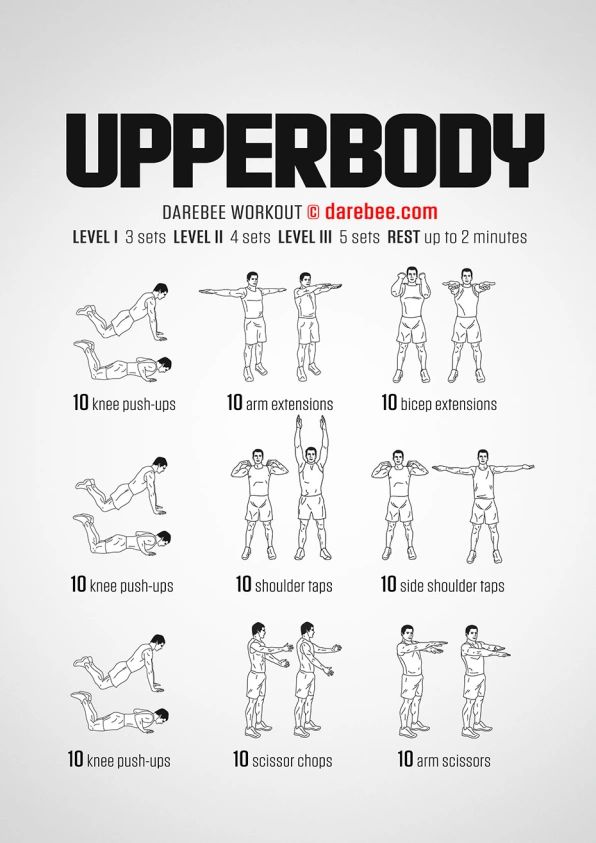 UPPERBODY
DAREBEE WORKOUT © darebee.com
LEVEL I 3 sets LEVEL II 4 sets LEVEL III 5 sets REST up to 2 minutes
10 knee push-ups
10 arm extensions
10 bicep extensions
10 knee push-ups
10 shoulder taps
10 side shoulder taps
10 knee push-ups
10 scissor chops
10 arm scissors